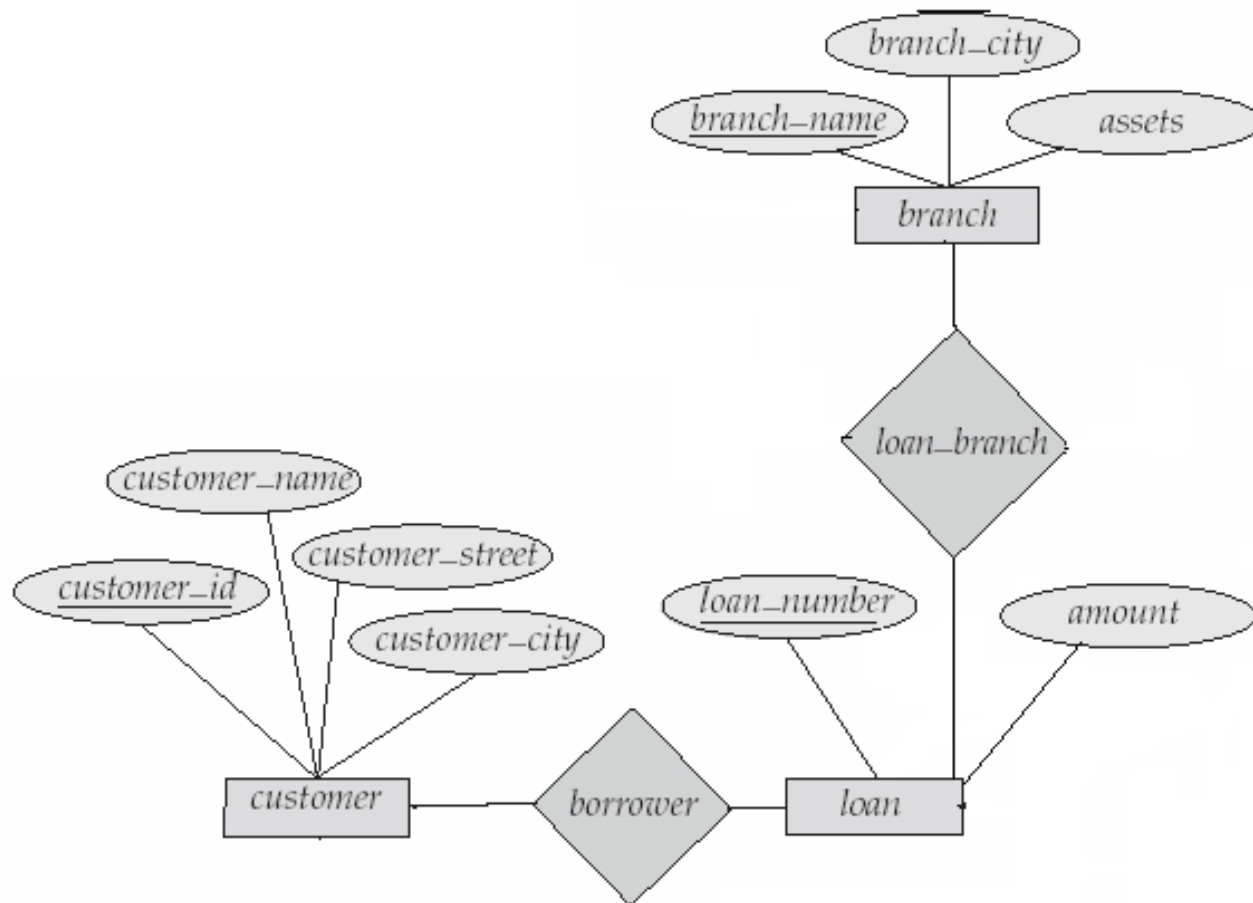 branch_city
branch_name
assets
branch
loan_branch
customer_name
customer_street
customer_id
customer_city
loan_number
amount
customer
borrower
loan